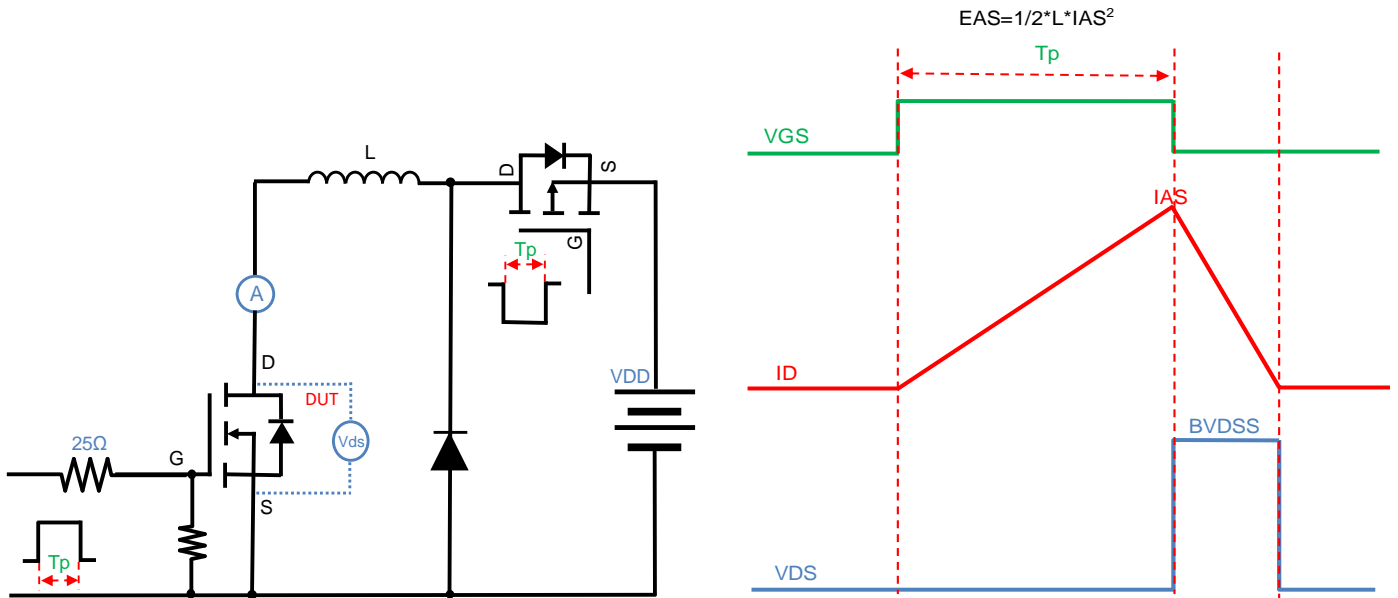 EAS=1/2*L*IAS²
Tp
VGS
L
D
S
G
Tp
IAS
A
D
VDD
ID
DUT
Vds
25Ω
G
S
BVDSS
Tp
VDS